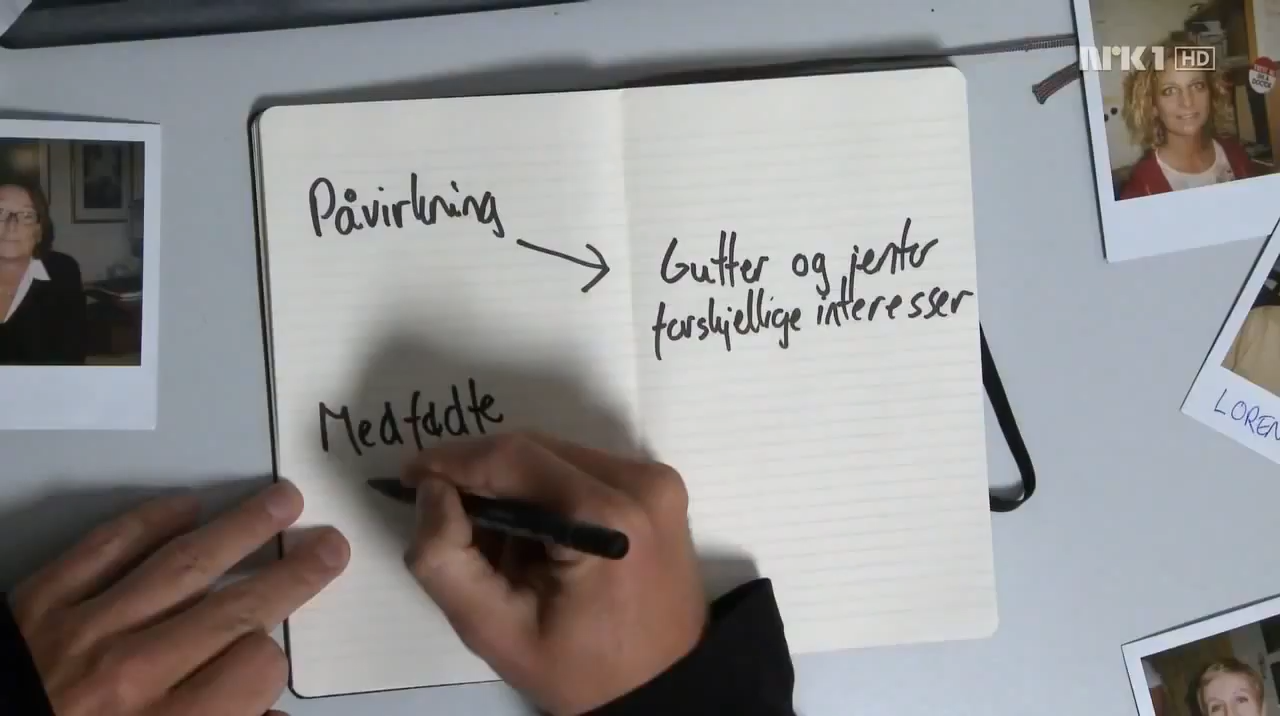 NRK1 HD
Påvirkning
Gutter og jenter
forskjellige interesser
Medfødte
LOREN